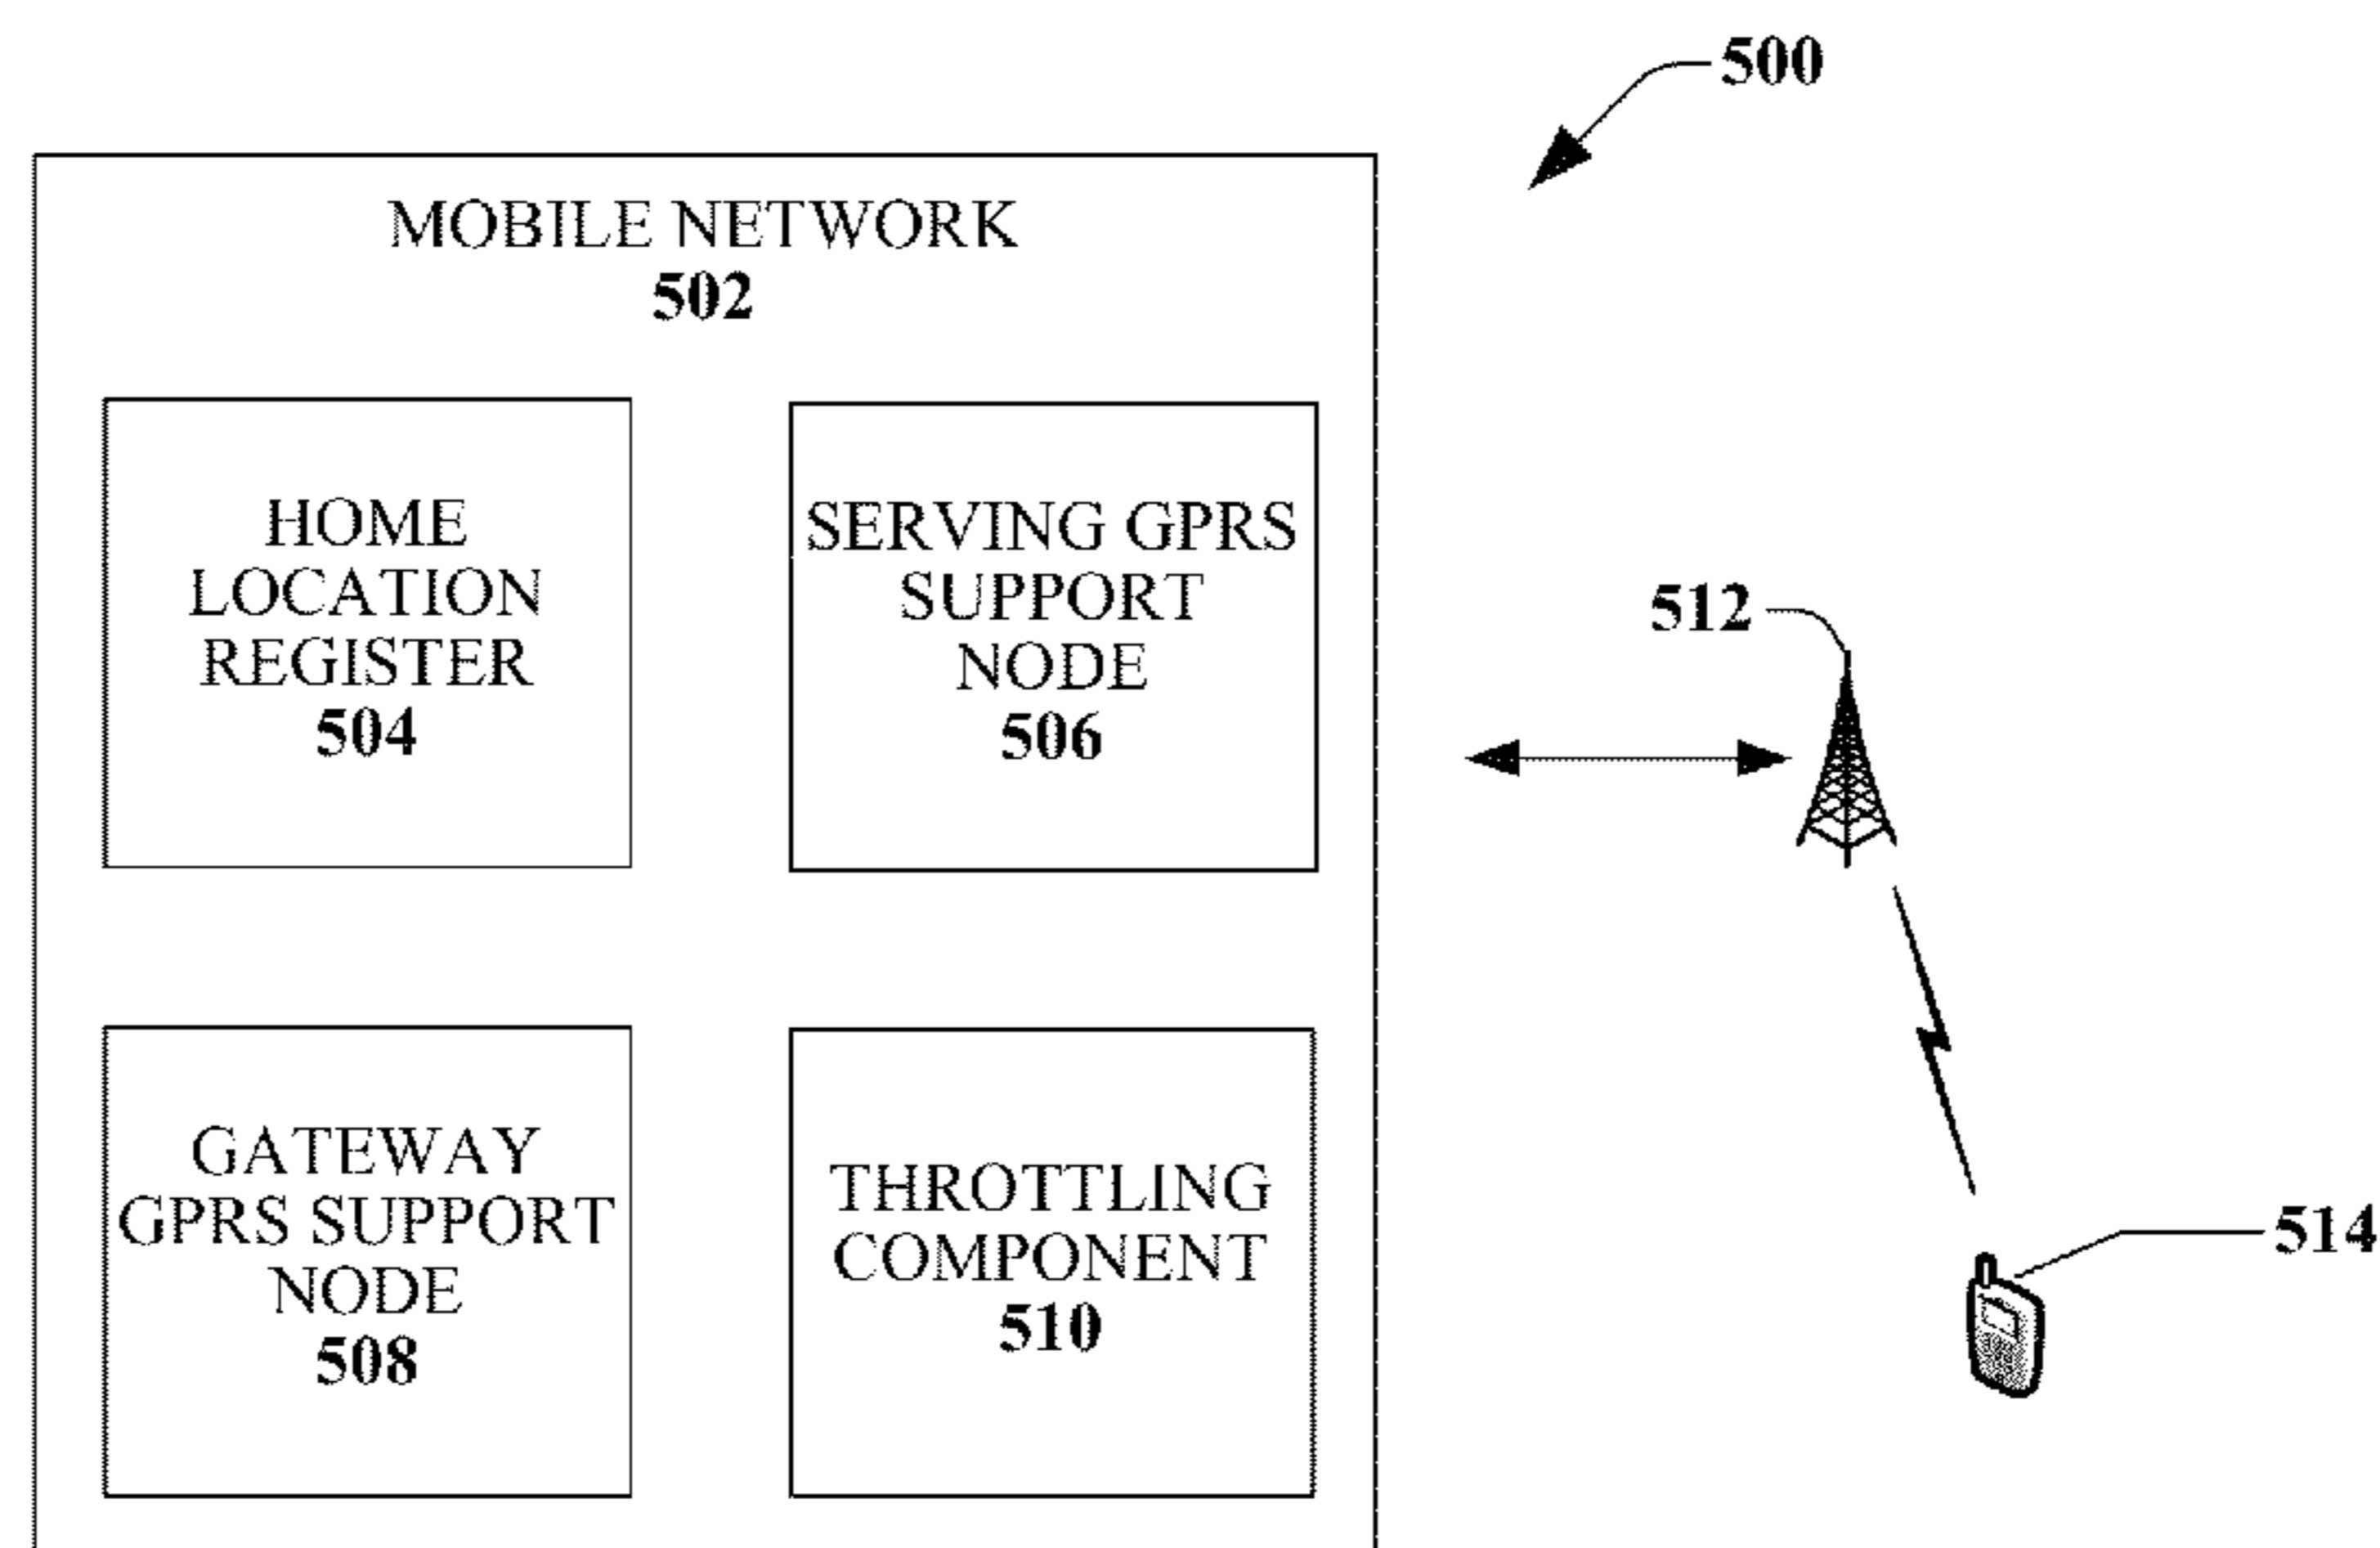 500
MOBILE NETWORK
502
HOME
LOCATION
REGISTER
504
SERVING GPRS
SUPPORT
NODE
506
512
GATEWAY
GPRS SUPPORT
NODE
508
THROTTLING
COMPONENT
510
514